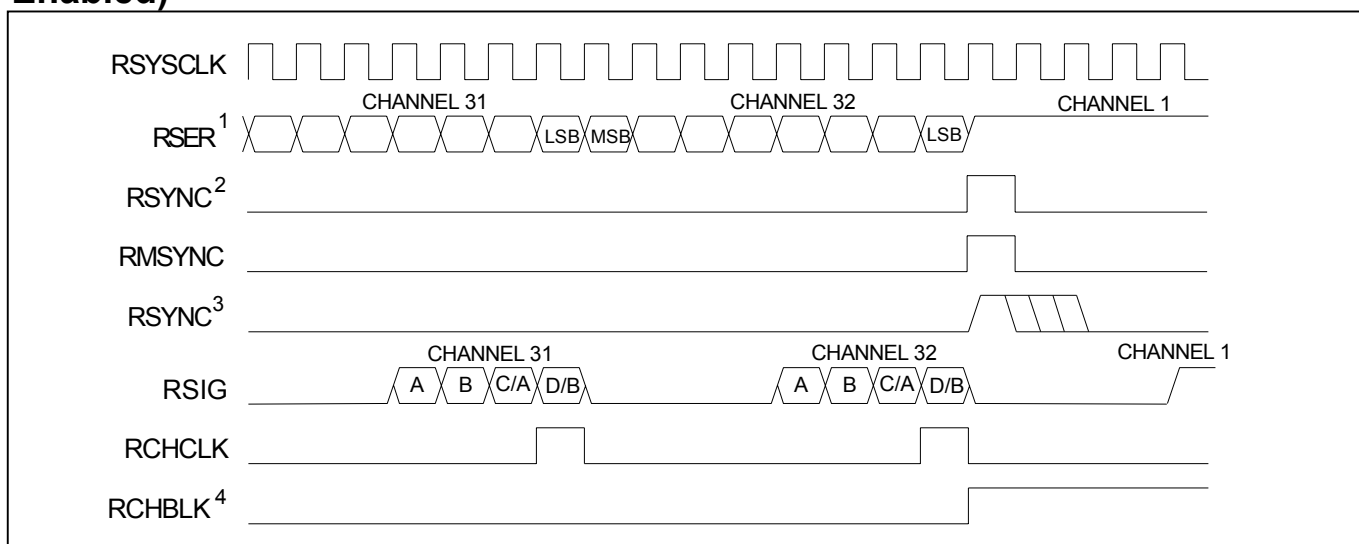 Enabled)
RSYSCLK
CHANNEL 31 CHANNEL 32 CHANNEL 1
RSER1 LSB MSB LSB
RSYNC2
RMSYNC
RSYNC3
CHANNEL 31 CHANNEL 32 CHANNEL 1
RSIG A B C/A D/B A B C/A D/B
RCHCLK
RCHBLK4